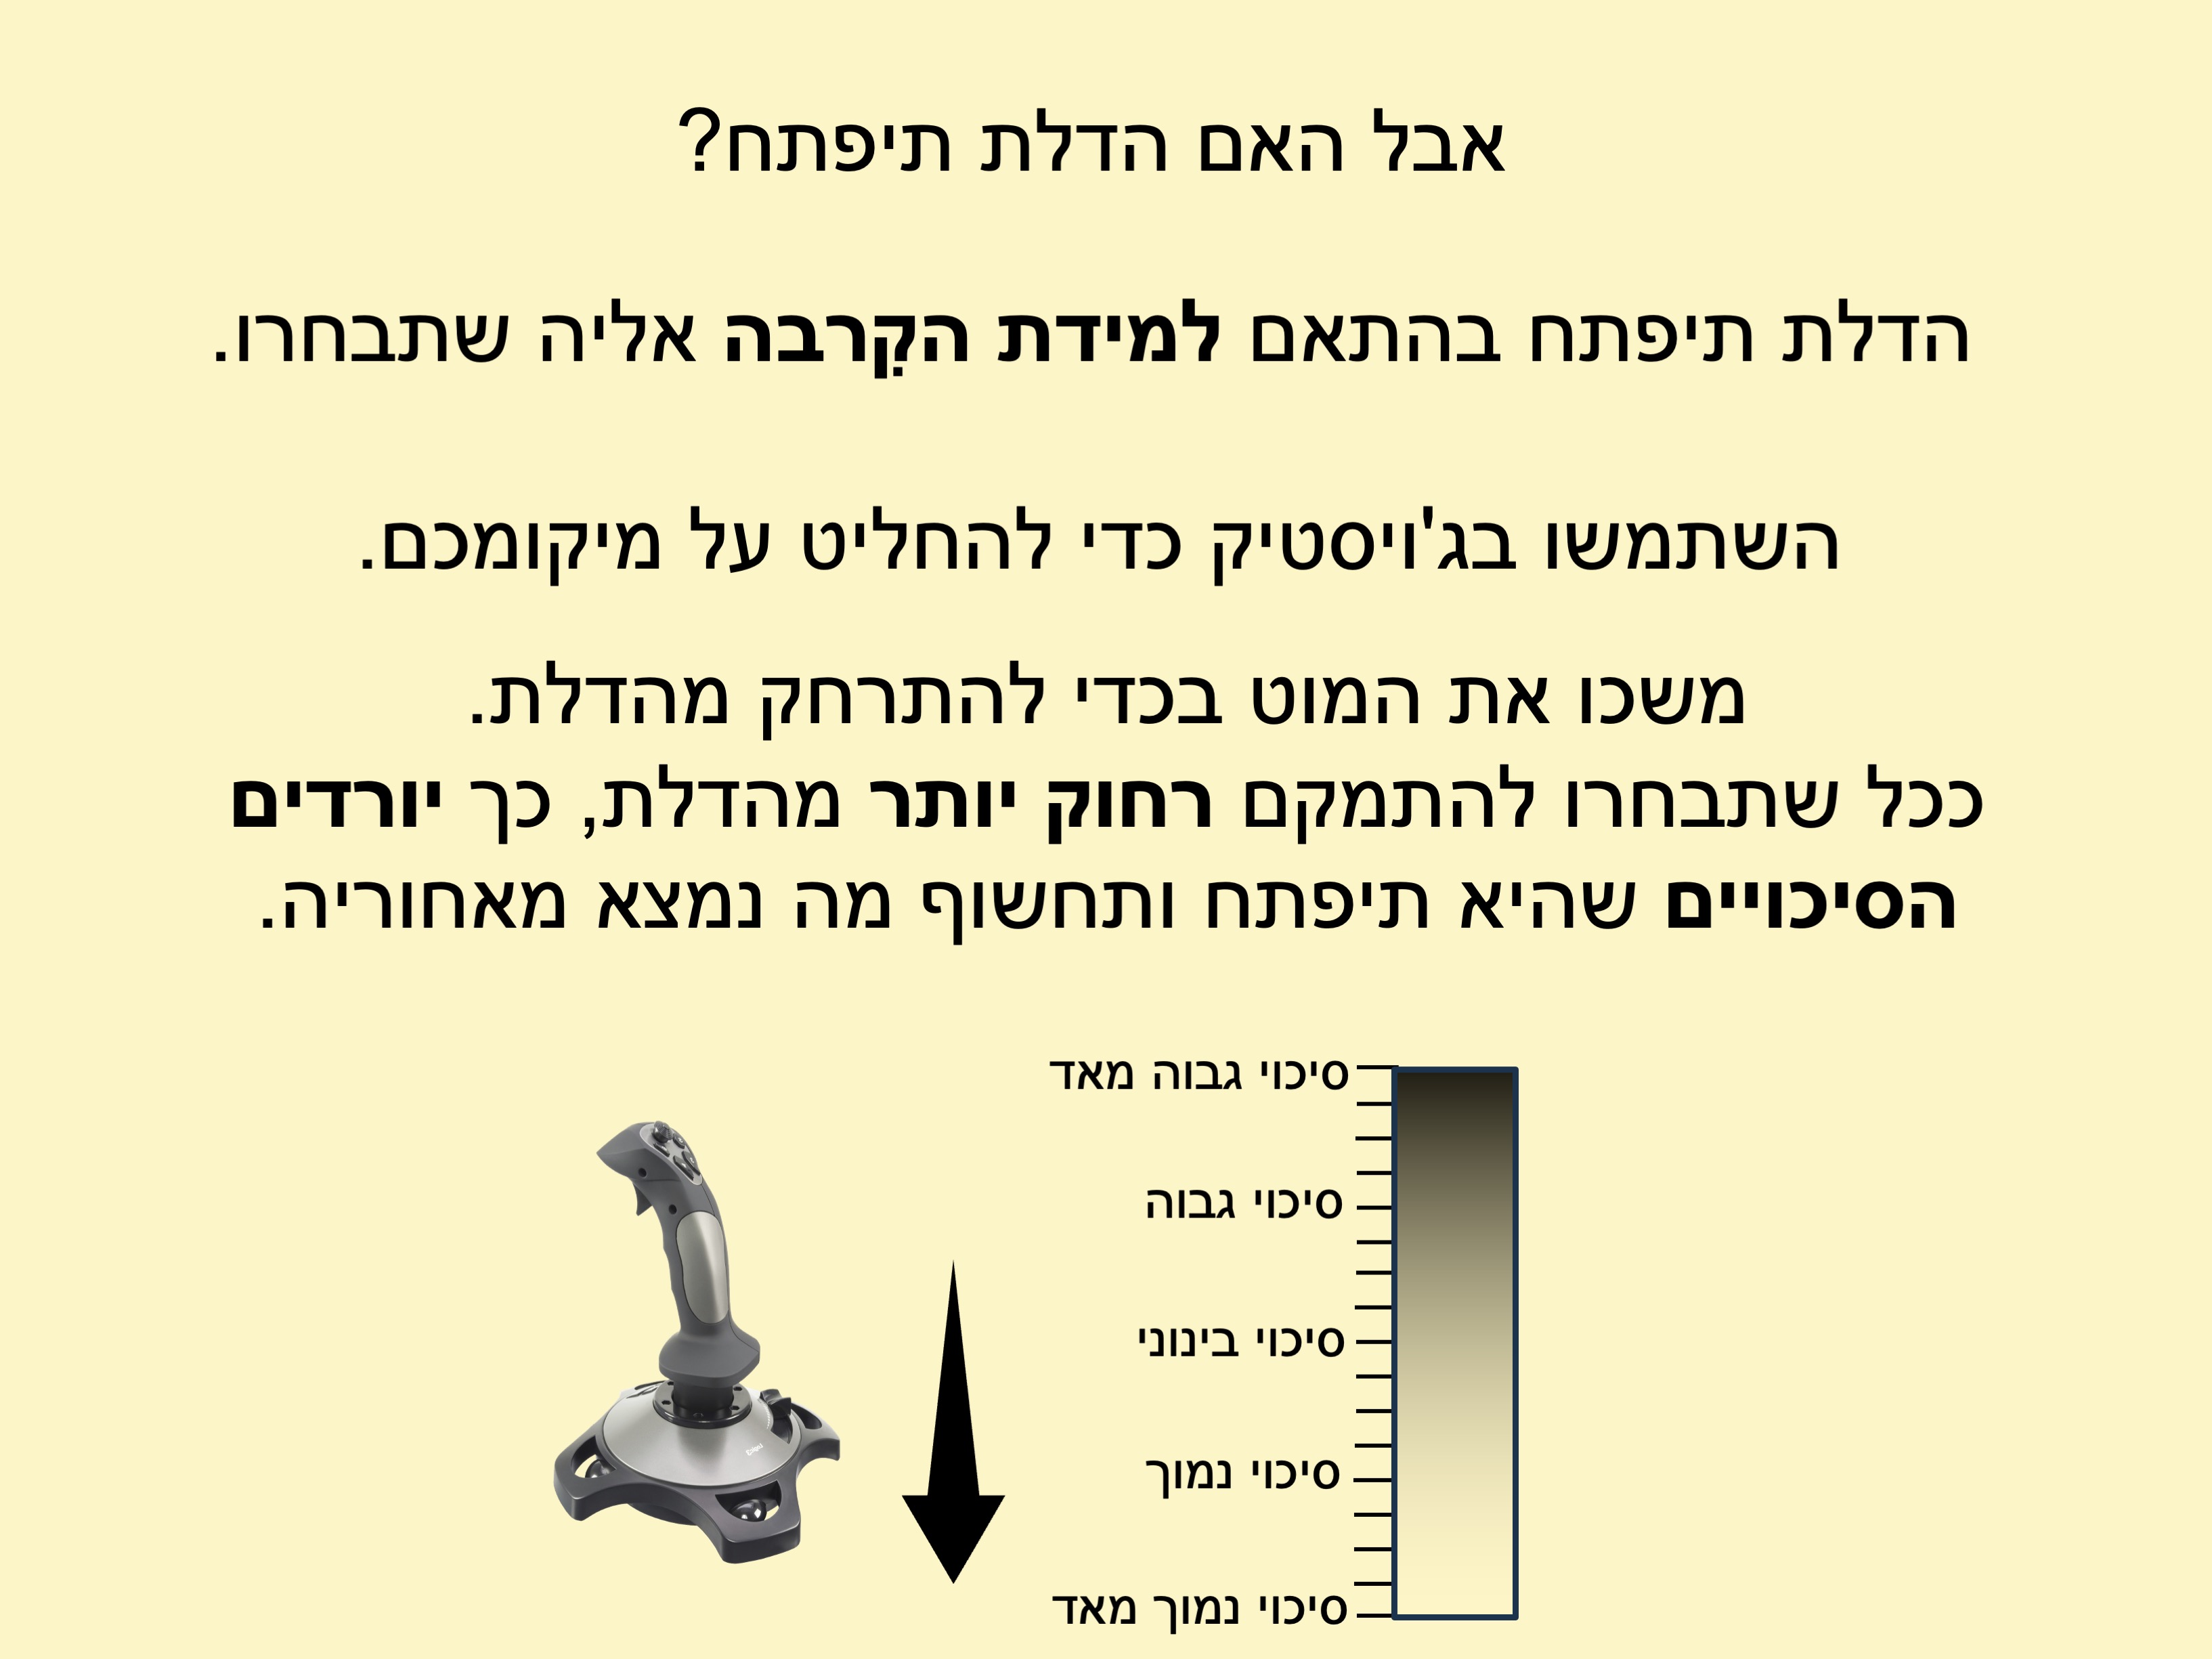 אבל האם הדלת תיפתח?
הדלת תיפתח בהתאם למידת הקִרבה אליה שתבחרו.
השתמשו בג'ויסטיק כדי להחליט על מיקומכם.
משכו את המוט בכדי להתרחק מהדלת.
ככל שתבחרו להתמקם רחוק יותר מהדלת, כך יורדים
הסיכויים שהיא תיפתח ותחשוף מה נמצא מאחוריה.
סיכוי גבוה מאד
סיכוי גבוה
סיכוי בינוני
סיכוי נמוך
סיכוי נמוך מאד